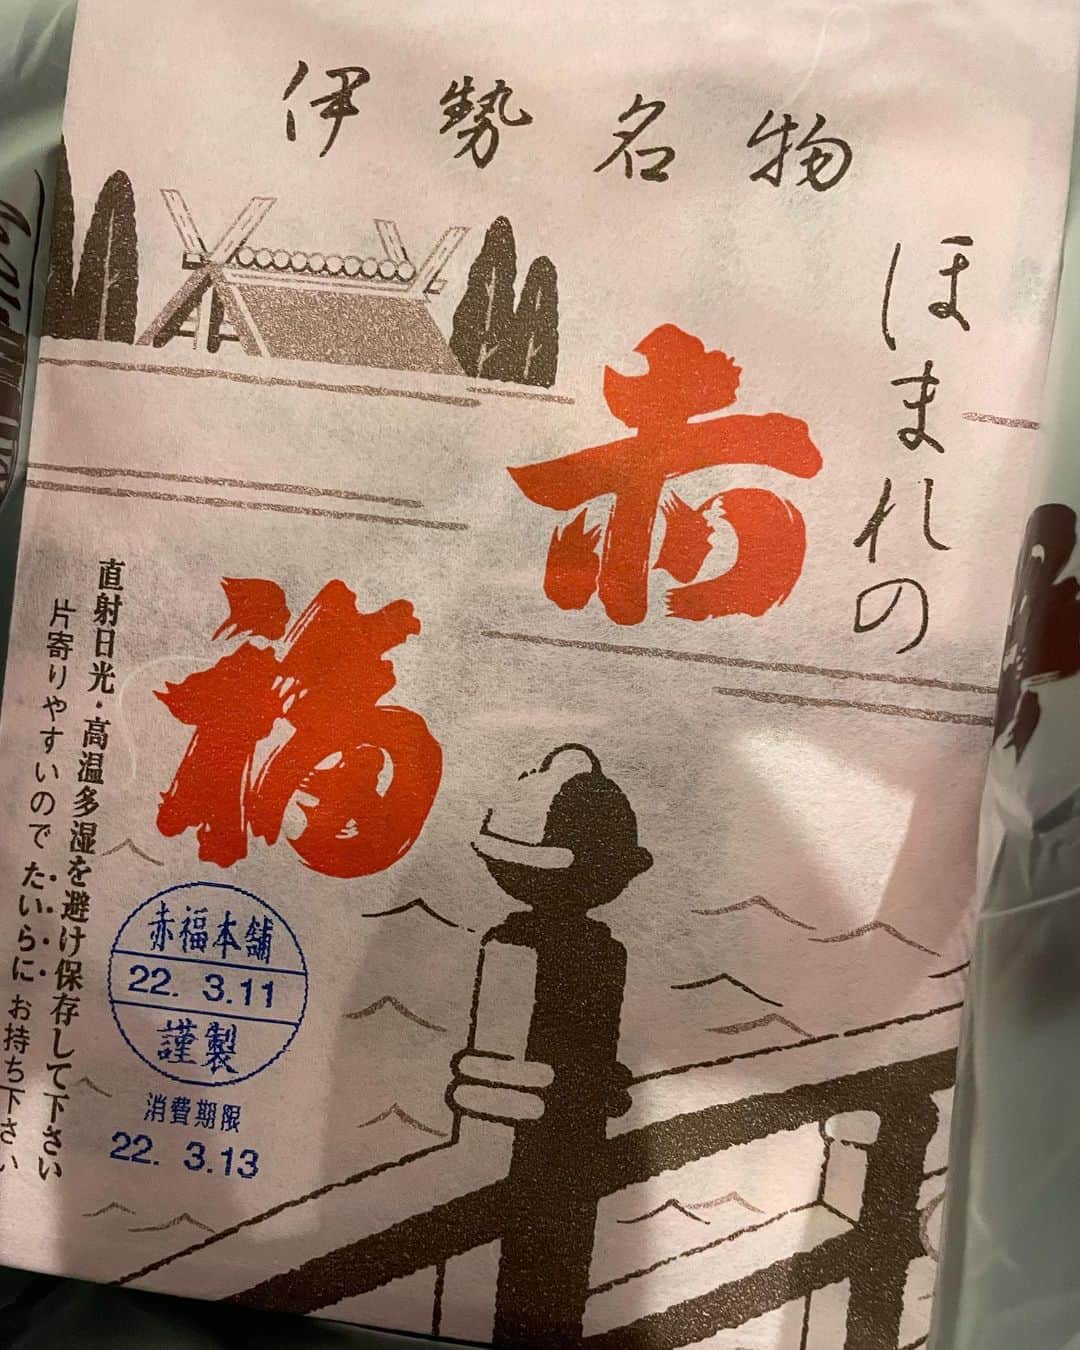 伊勢名物
ほまれの
赤
福
直射日光・高温多湿を避け保存して下さい
片寄りやすいので たいらに お持ち下さい
赤福本舗
22. 3.11
謹製
消費期限
22. 3.13